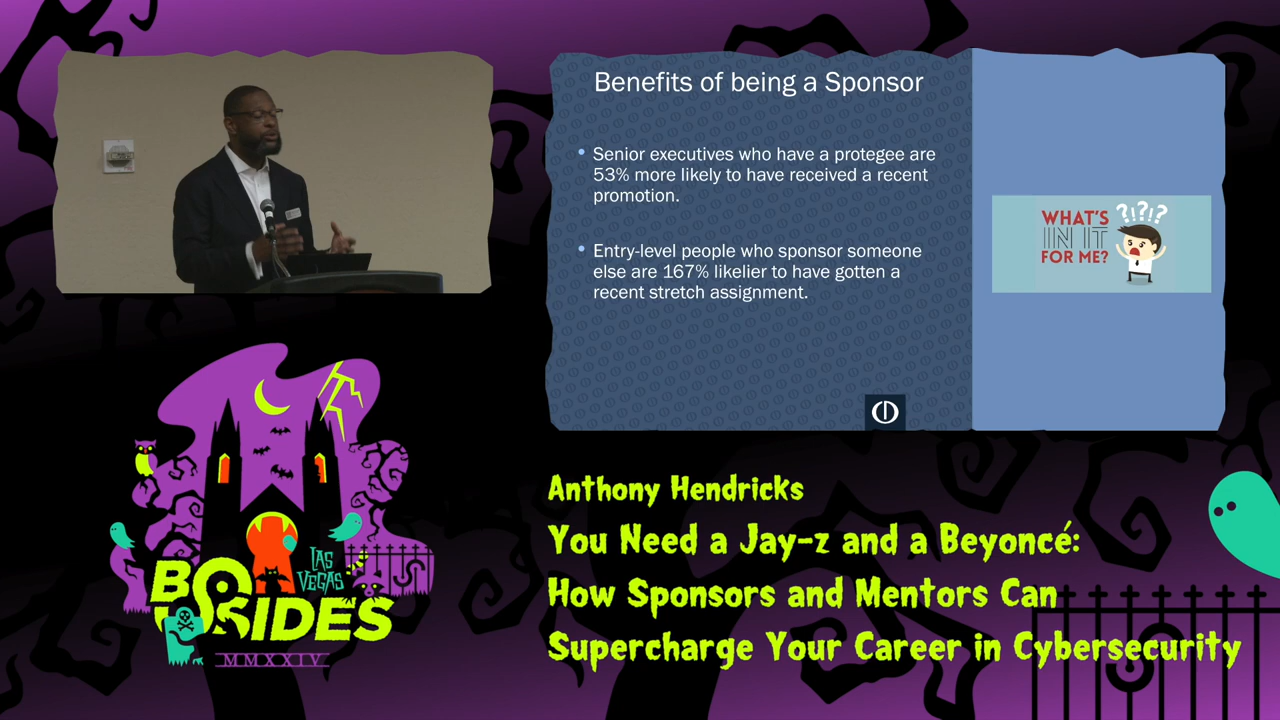 Benefits of being a Sponsor
• Senior executives who have a protegee are
53% more likely to have received a recent
promotion.
• Entry-level people who sponsor someone
else are 167% likelier to have gotten a
recent stretch assignment.
WHAT'S ?!?!?
IN IT
FOR ME?
LAS
VEGAS
BSIDES
MMXXIV
Anthony Hendricks
You Need a Jay-z and a Beyoncé:
How Sponsors and Mentors Can
Supercharge Your Career in Cybersecurity